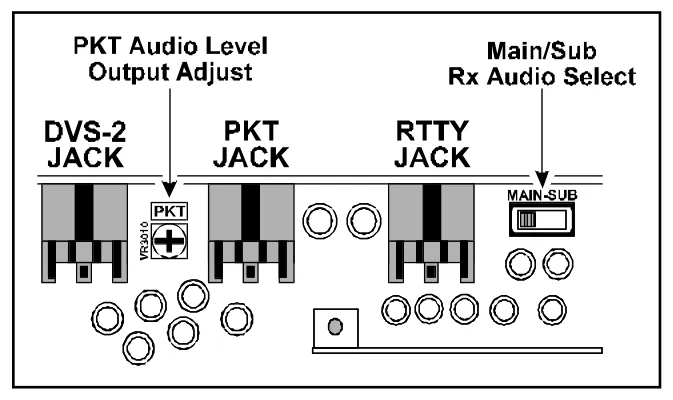 PKT Audio Level
Output Adjust
Main/Sub
Rx Audio Select
DVS-2
JACK
PKT
JACK
RTTY
JACK
PKT
VR3010
MAIN-SUB